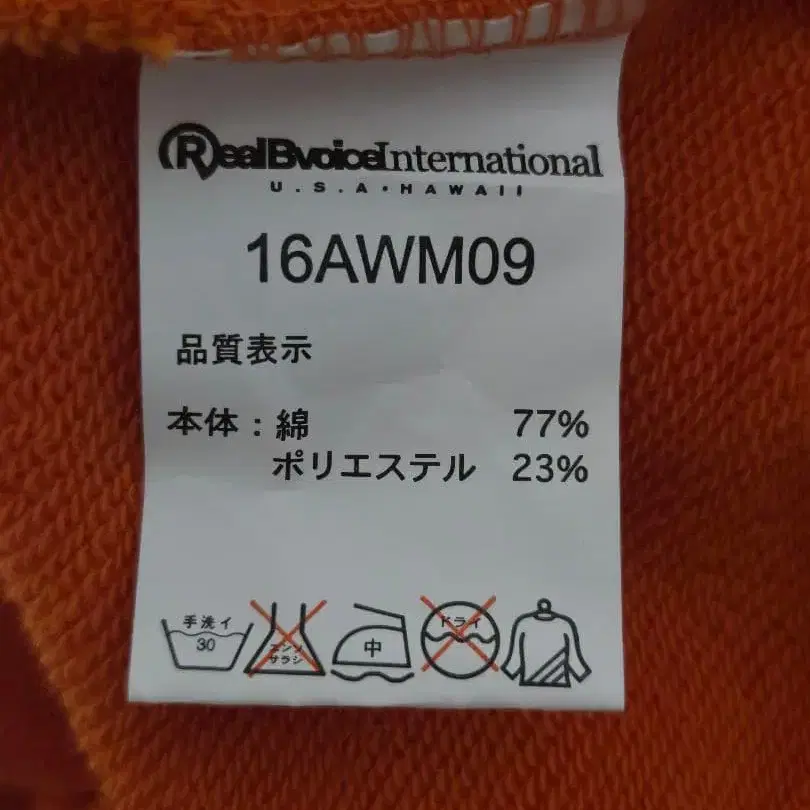 RealBvoiceInternational
U.S.A・HAWAII
16AWM09
品質表示
本体：綿 77%
ポリエステル 23%
手洗イ
30
エンソ
サラシ
中
ドライ